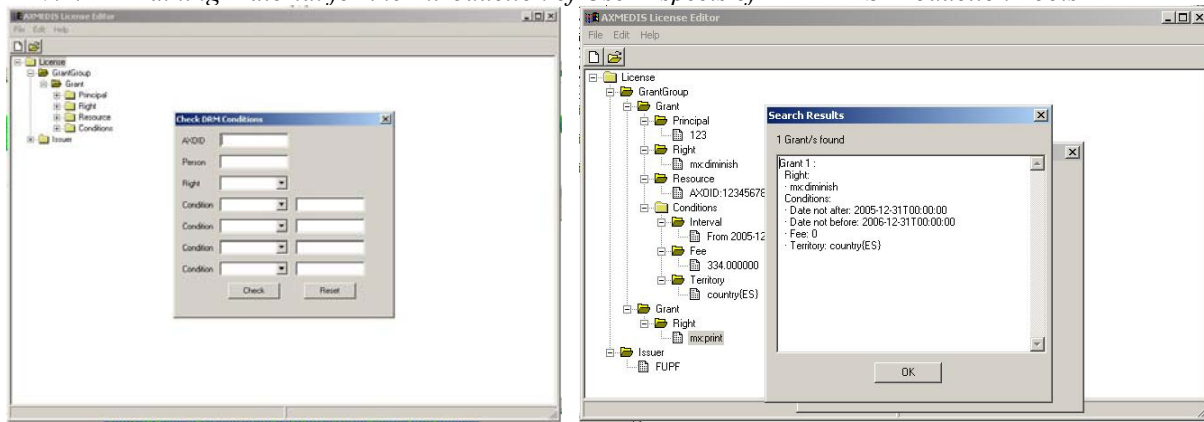 AXMEDIS License Editor
File Edit Help
License
GrantGroup
Grant
Principal
Right
Resource
Conditions
Issuer
Check DRM Conditions
AXOID
Person
Right
Condition
Condition
Condition
Condition
Check Reset
AXMEDIS License Editor
File Edit Help
License
GrantGroup
Grant
Principal
123
Right
mx:diminish
Resource
AXOID:12345678
Conditions
Interval
From 2005-12
Fee
334.000000
Territory
country(ES)
Grant
Right
mx:print
Issuer
FUPF
Search Results
1 Grant/s found
Grant 1 :
Right:
· mx:diminish
Conditions:
· Date not after: 2005-12-31T00:00:00
· Date not before: 2006-12-31T00:00:00
· Fee: 0
· Territory: country(ES)
OK